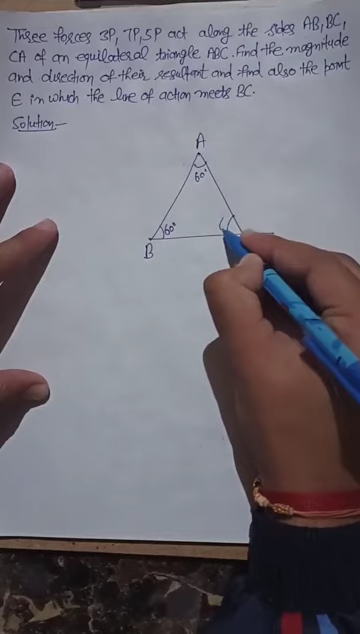 Three forces 3P, 7P, 5P act along the sides AB, BC,
CA of an equilateral triangle ABC. Find the magnitude
and direction of their resultant and find also the point
E in which the line of action meets BC.
Solution:-
A
60°
60°
B